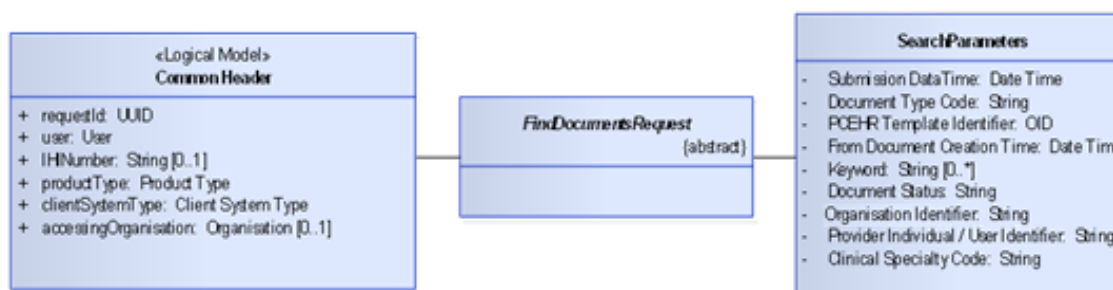 «Logical Model»
Common Header
+ requestId: UUID
+ user: User
+ IHINumber: String [0..1]
+ productType: Product Type
+ clientSystemType: Client System Type
+ accessingOrganisation: Organisation [0..1]
FindDocumentsRequest
{abstract}
SearchParameters
- Submission DataTime: Date Time
- Document Type Code: String
- PCEHR Template Identifier: OID
- From Document Creation Time: Date Tim
- Keyword: String [0..*]
- Document Status: String
- Organisation Identifier: String
- Provider Individual / User Identifier: String
- Clinical Specialty Code: String